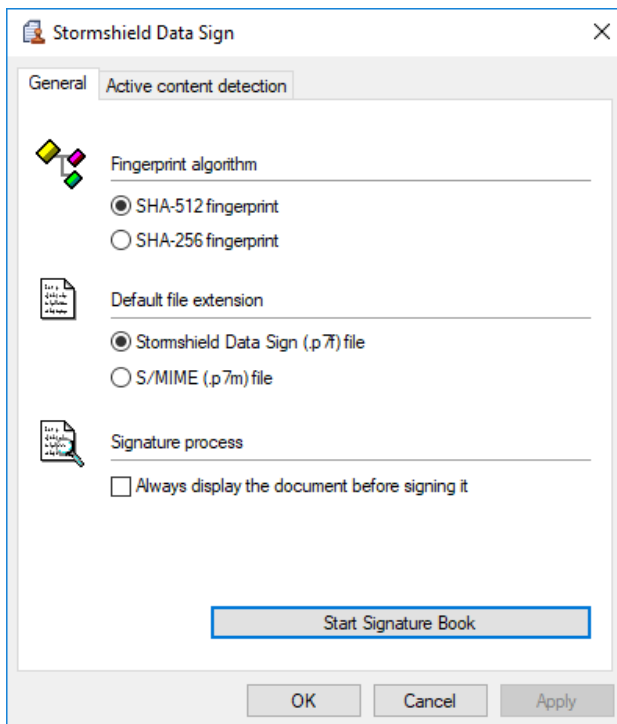 Stormshield Data Sign
General
Active content detection
Fingerprint algorithm
SHA-512 fingerprint
SHA-256 fingerprint
Default file extension
Stormshield Data Sign (.p7f) file
S/MIME (.p7m) file
Signature process
Always display the document before signing it
Start Signature Book
OK
Cancel
Apply